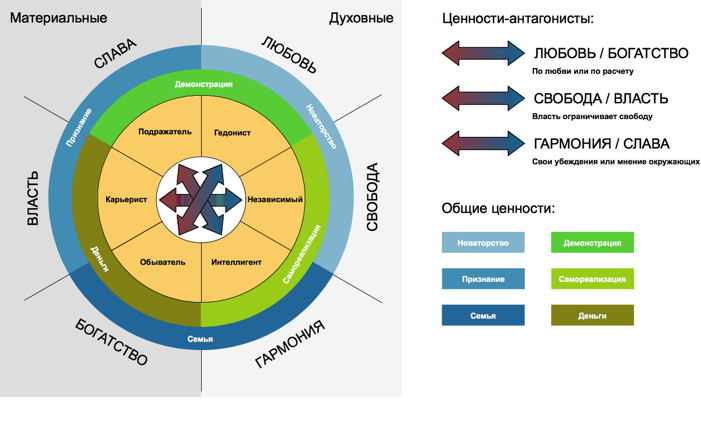 Материальные
Духовные
СЛАВА
ЛЮБОВЬ
Демонстрация
Признание
Новаторство
Подражатель
Гедонист
ВЛАСТЬ
Карьерист
Независимый
СВОБОДА
Деньги
Обыватель
Интеллигент
Самореализация
Семья
БОГАТСТВО
ГАРМОНИЯ
Ценности-антагонисты:
ЛЮБОВЬ / БОГАТСТВО
По любви или по расчету
СВОБОДА / ВЛАСТЬ
Власть ограничивает свободу
ГАРМОНИЯ / СЛАВА
Свои убеждения или мнение окружающих
Общие ценности:
Новаторство
Демонстрация
Признание
Самореализация
Семья
Деньги